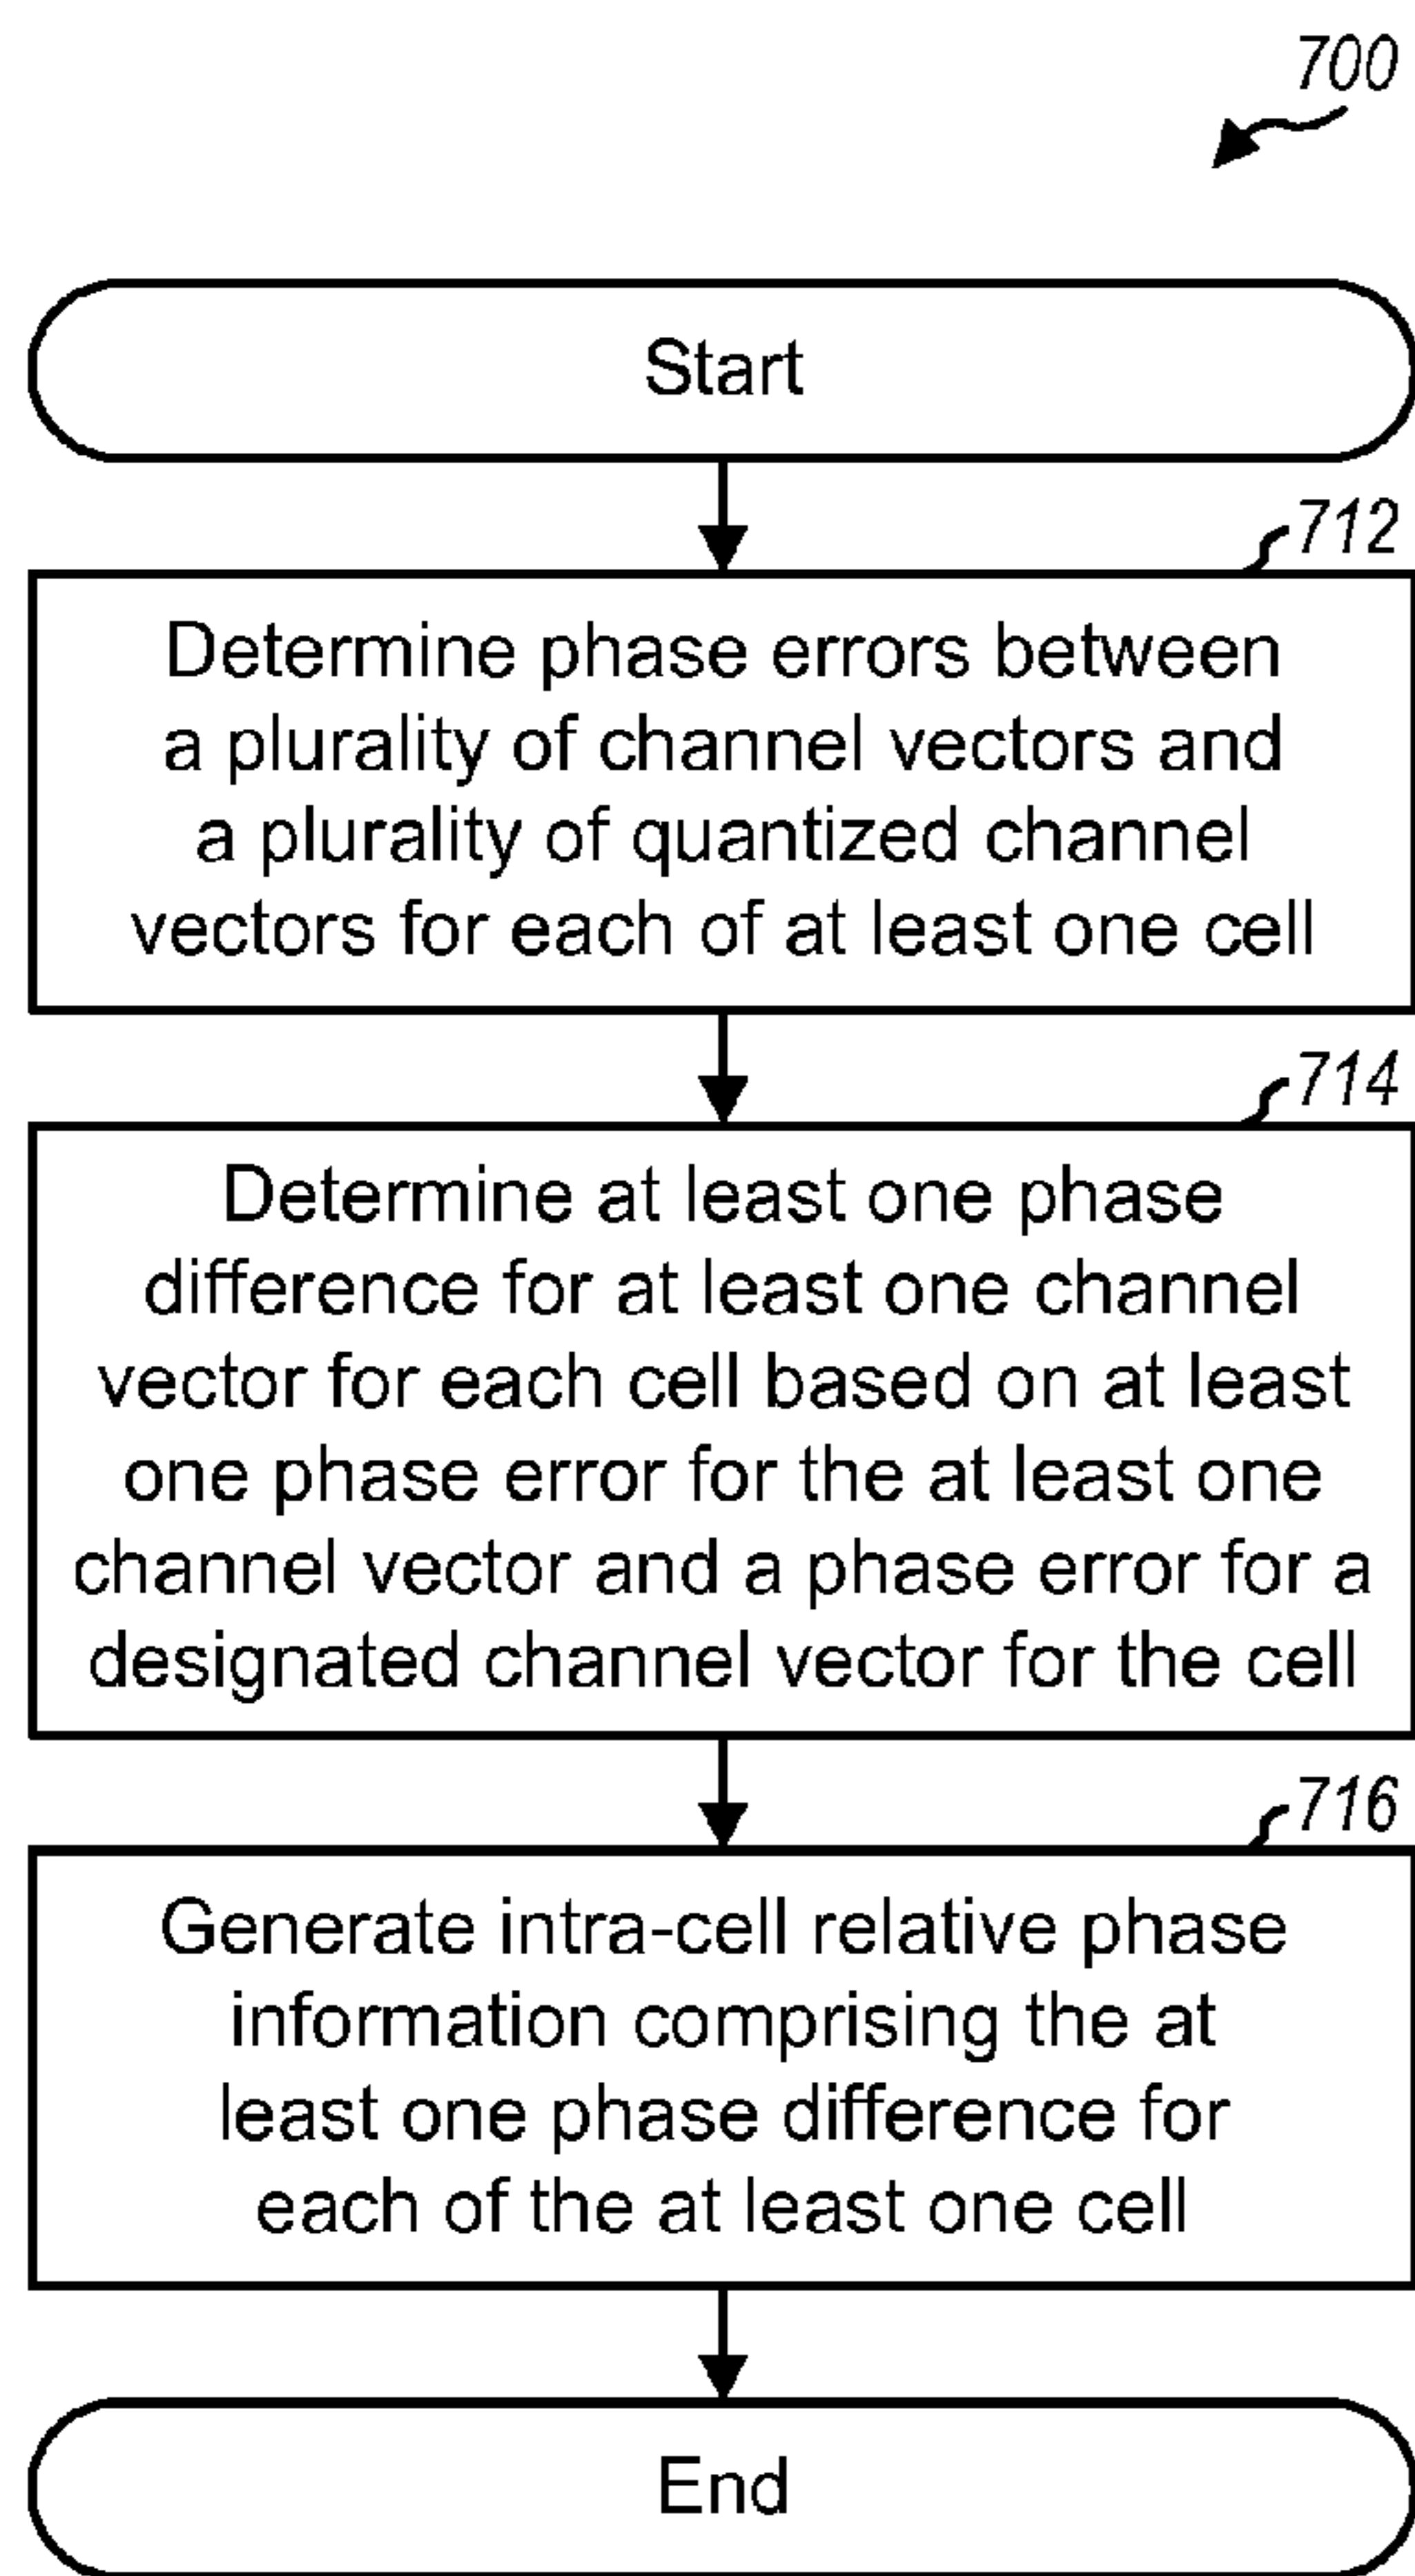 700
Start
712
Determine phase errors between
a plurality of channel vectors and
a plurality of quantized channel
vectors for each of at least one cell
714
Determine at least one phase
difference for at least one channel
vector for each cell based on at least
one phase error for the at least one
channel vector and a phase error for a
designated channel vector for the cell
716
Generate intra-cell relative phase
information comprising the at
least one phase difference for
each of the at least one cell
End